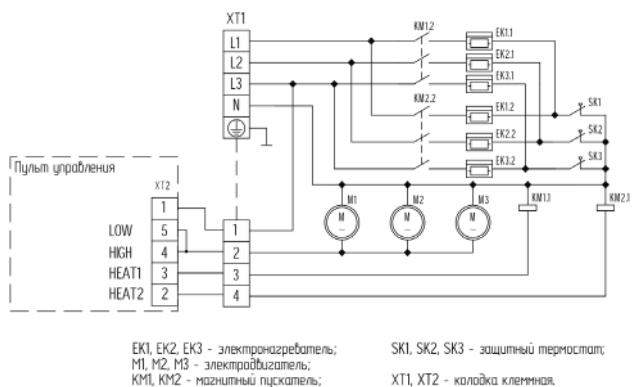 XT1
L1
L2
L3
N
KM1.2
KM2.2
EK1.1
EK2.1
EK3.1
EK1.2
EK2.2
EK3.2
SK1
SK2
SK3
Пульт управления
XT2
1
LOW 5
HIGH 4
HEAT1 3
HEAT2 2
1
2
3
4
M1
M2
M3
M
M
M
KM1.1
KM2.1
EK1, EK2, EK3 - электронагреватель;
M1, M2, M3 - электродвигатель;
KM1, KM2 - магнитный пускатель;
SK1, SK2, SK3 - защитный термостат;
XT1, XT2 - колодка клеммная.